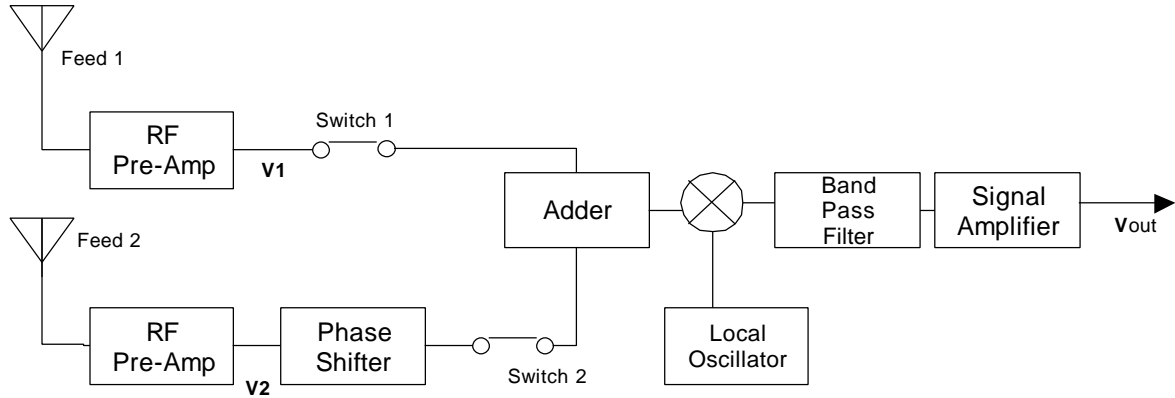 Feed 1
RF
Pre-Amp
V1
Switch 1
Adder
Band
Pass
Filter
Signal
Amplifier
Vout
Feed 2
RF
Pre-Amp
V2
Phase
Shifter
Switch 2
Local
Oscillator